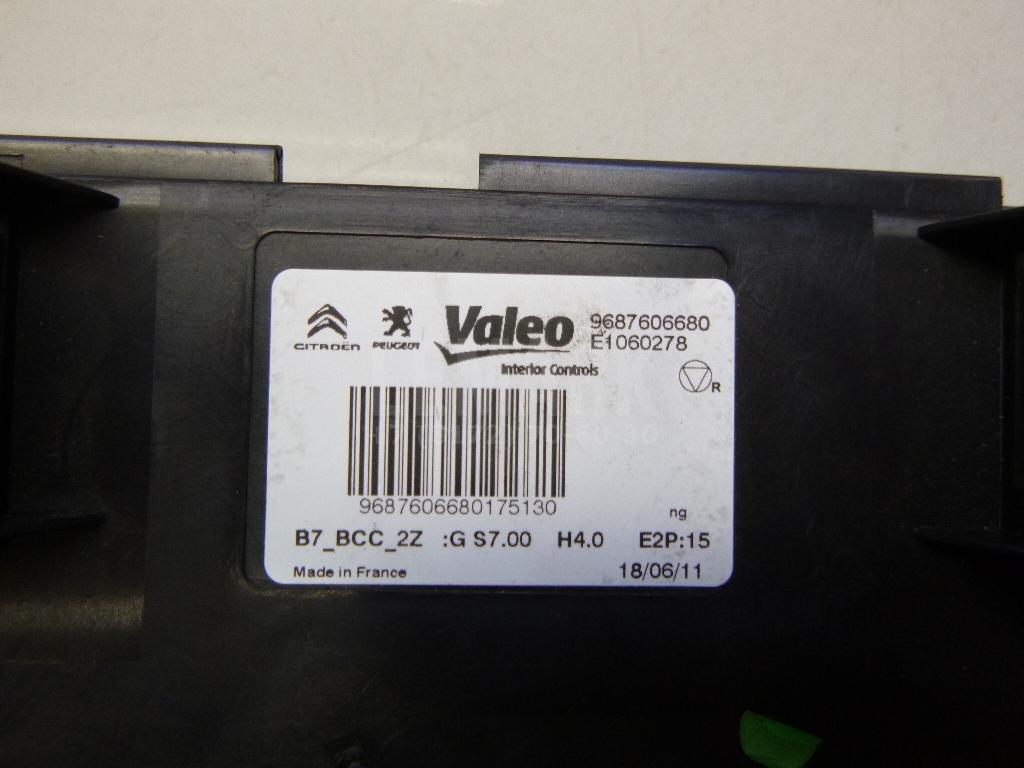 CITROËN PEUGEOT Valeo 9687606680
E1060278
Interior Controls
R
9687606680175130
ng
B7_BCC_2Z :G S7.00 H4.0 E2P:15
Made in France 18/06/11